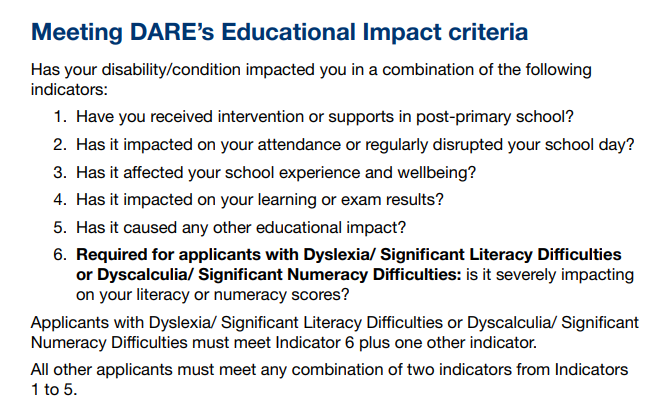 Meeting DARE's Educational Impact criteria
Has your disability/condition impacted you in a combination of the following
indicators:
1. Have you received intervention or supports in post-primary school?
2. Has it impacted on your attendance or regularly disrupted your school day?
3. Has it affected your school experience and wellbeing?
4. Has it impacted on your learning or exam results?
5. Has it caused any other educational impact?
6. Required for applicants with Dyslexia/ Significant Literacy Difficulties
or Dyscalculia/ Significant Numeracy Difficulties: is it severely impacting
on your literacy or numeracy scores?
Applicants with Dyslexia/ Significant Literacy Difficulties or Dyscalculia/ Significant
Numeracy Difficulties must meet Indicator 6 plus one other indicator.
All other applicants must meet any combination of two indicators from Indicators
1 to 5.